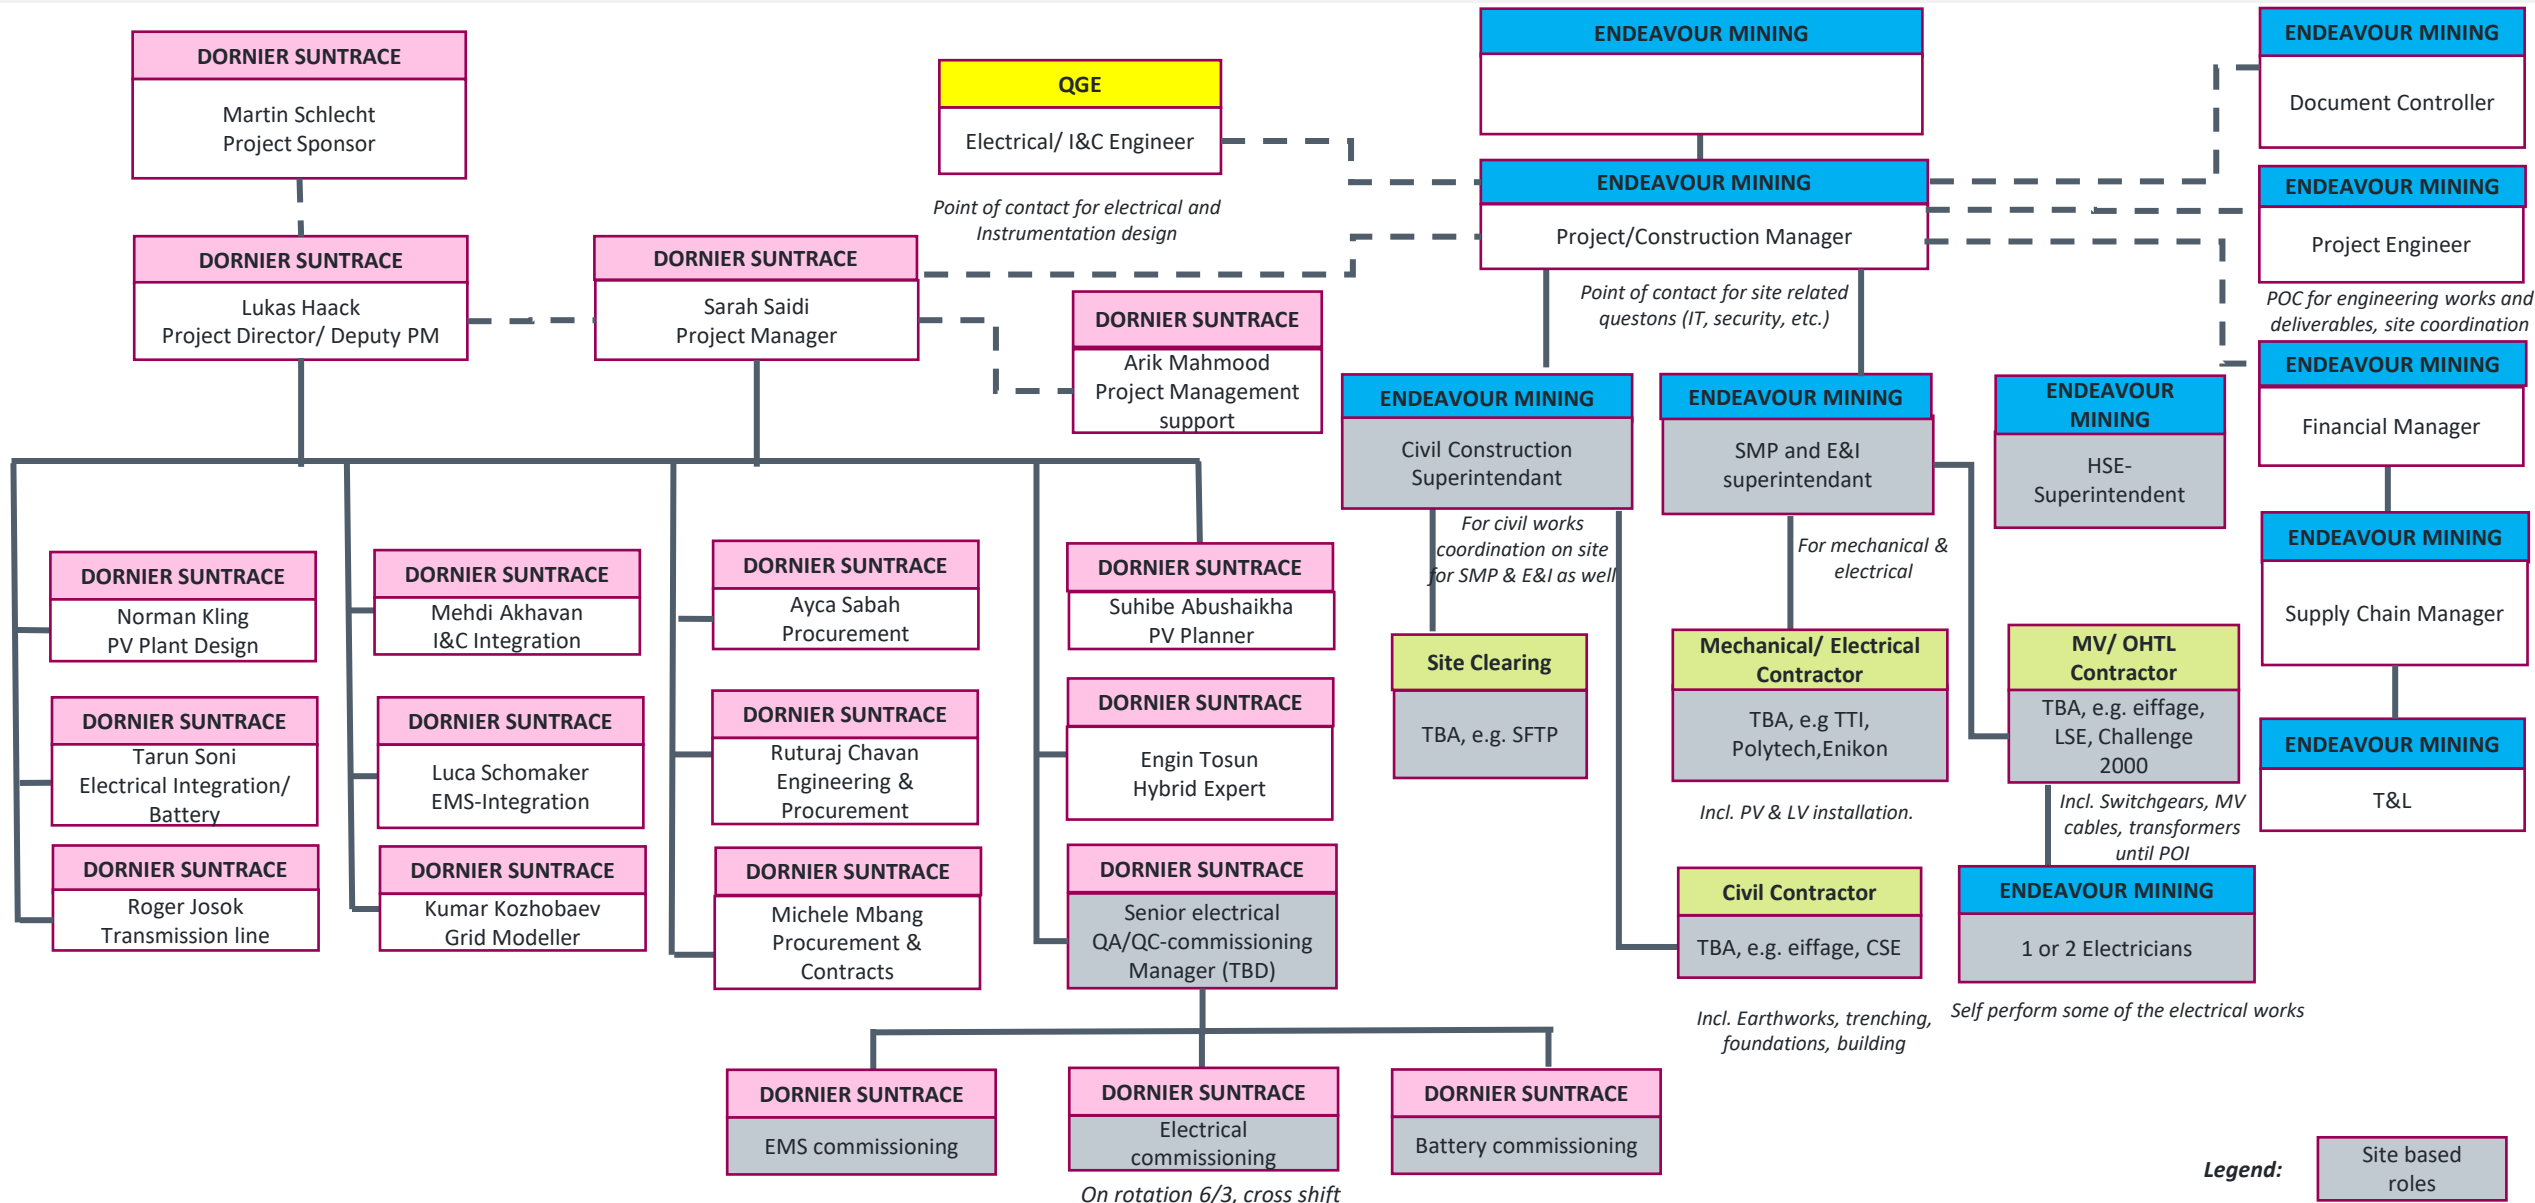 DORNIER SUNTRACE
Martin Schlecht
Project Sponsor
QGE
Electrical/ I&C Engineer
Point of contact for electrical and
Instrumentation design
ENDEAVOUR MINING
ENDEAVOUR MINING
Project/Construction Manager
Point of contact for site related
questons (IT, security, etc.)
ENDEAVOUR MINING
Document Controller
ENDEAVOUR MINING
Project Engineer
POC for engineering works and
deliverables, site coordination
ENDEAVOUR MINING
Financial Manager
ENDEAVOUR MINING
Supply Chain Manager
ENDEAVOUR MINING
T&L
DORNIER SUNTRACE
Lukas Haack
Project Director/ Deputy PM
DORNIER SUNTRACE
Sarah Saidi
Project Manager
DORNIER SUNTRACE
Arik Mahmood
Project Management
support
ENDEAVOUR MINING
Civil Construction
Superintendant
For civil works
coordination on site
for SMP & E&I as well
ENDEAVOUR MINING
SMP and E&I
superintendant
For mechanical &
electrical
ENDEAVOUR
MINING
HSE-
Superintendent
DORNIER SUNTRACE
Norman Kling
PV Plant Design
DORNIER SUNTRACE
Mehdi Akhavan
I&C Integration
DORNIER SUNTRACE
Ayca Sabah
Procurement
DORNIER SUNTRACE
Suhibe Abushaikha
PV Planner
Site Clearing
TBA, e.g. SFTP
Mechanical/ Electrical
Contractor
TBA, e.g TTI,
Polytech,Enikon
Incl. PV & LV installation.
MV/ OHTL
Contractor
TBA, e.g. eiffage,
LSE, Challenge
2000
Incl. Switchgears, MV
cables, transformers
until POI
DORNIER SUNTRACE
Tarun Soni
Electrical Integration/
Battery
DORNIER SUNTRACE
Luca Schomaker
EMS-Integration
DORNIER SUNTRACE
Ruturaj Chavan
Engineering &
Procurement
DORNIER SUNTRACE
Engin Tosun
Hybrid Expert
DORNIER SUNTRACE
Roger Josok
Transmission line
DORNIER SUNTRACE
Kumar Kozhobaev
Grid Modeller
DORNIER SUNTRACE
Michele Mbang
Procurement &
Contracts
DORNIER SUNTRACE
Senior electrical
QA/QC-commissioning
Manager (TBD)
Civil Contractor
TBA, e.g. eiffage, CSE
Incl. Earthworks, trenching,
foundations, building
ENDEAVOUR MINING
1 or 2 Electricians
Self perform some of the electrical works
DORNIER SUNTRACE
EMS commissioning
DORNIER SUNTRACE
Electrical
commissioning
On rotation 6/3, cross shift
DORNIER SUNTRACE
Battery commissioning
Legend:
Site based
roles